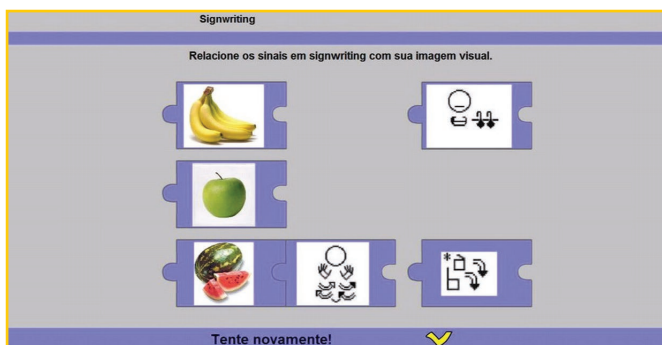 Signwriting
Relacione os sinais em signwriting com sua imagem visual.
Tente novamente!